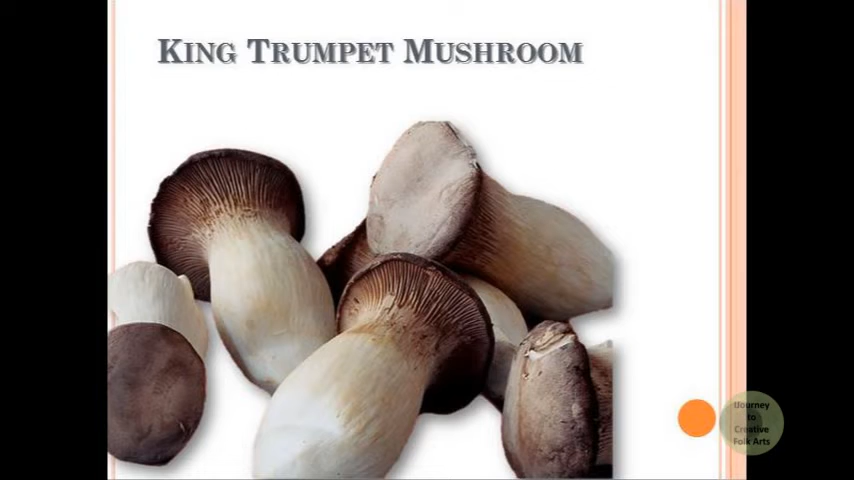 KING TRUMPET MUSHROOM
Journey
to
Creative
Folk Arts